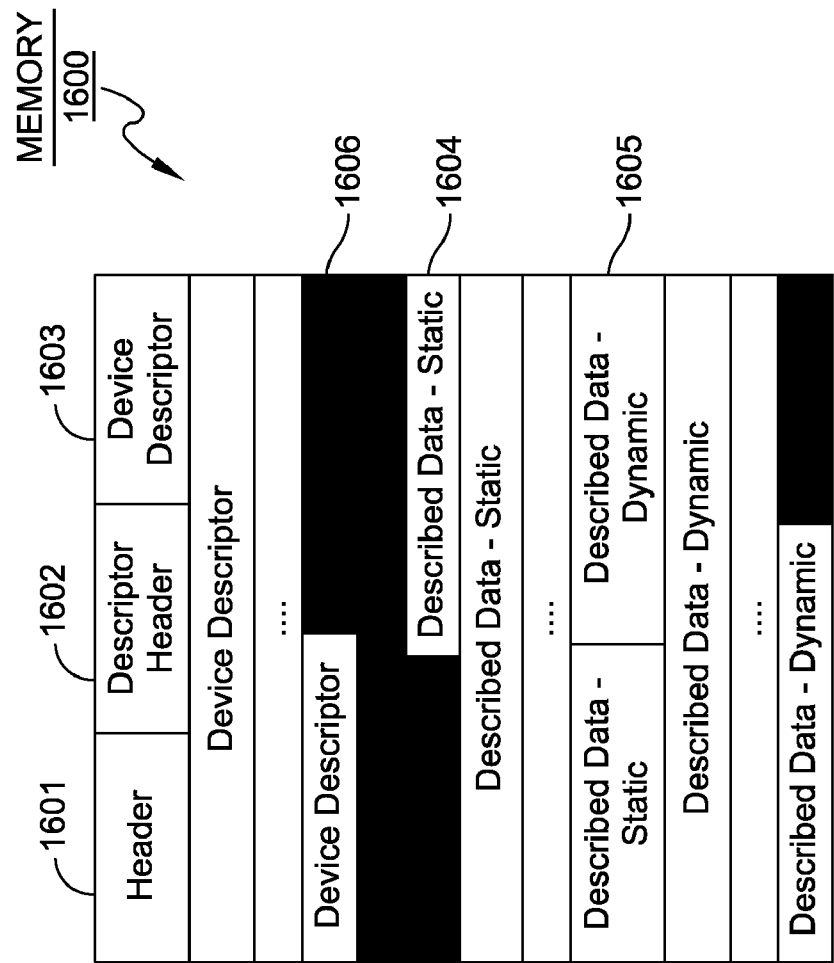 MEMORY
1600
1601
1602
1603
Header
Descriptor
Header
Device
Descriptor
Device Descriptor
....
Device Descriptor
1606
Described Data - Static
1604
Described Data - Static
....
Described Data -
Static
Described Data -
Dynamic
1605
Described Data - Dynamic
....
Described Data - Dynamic